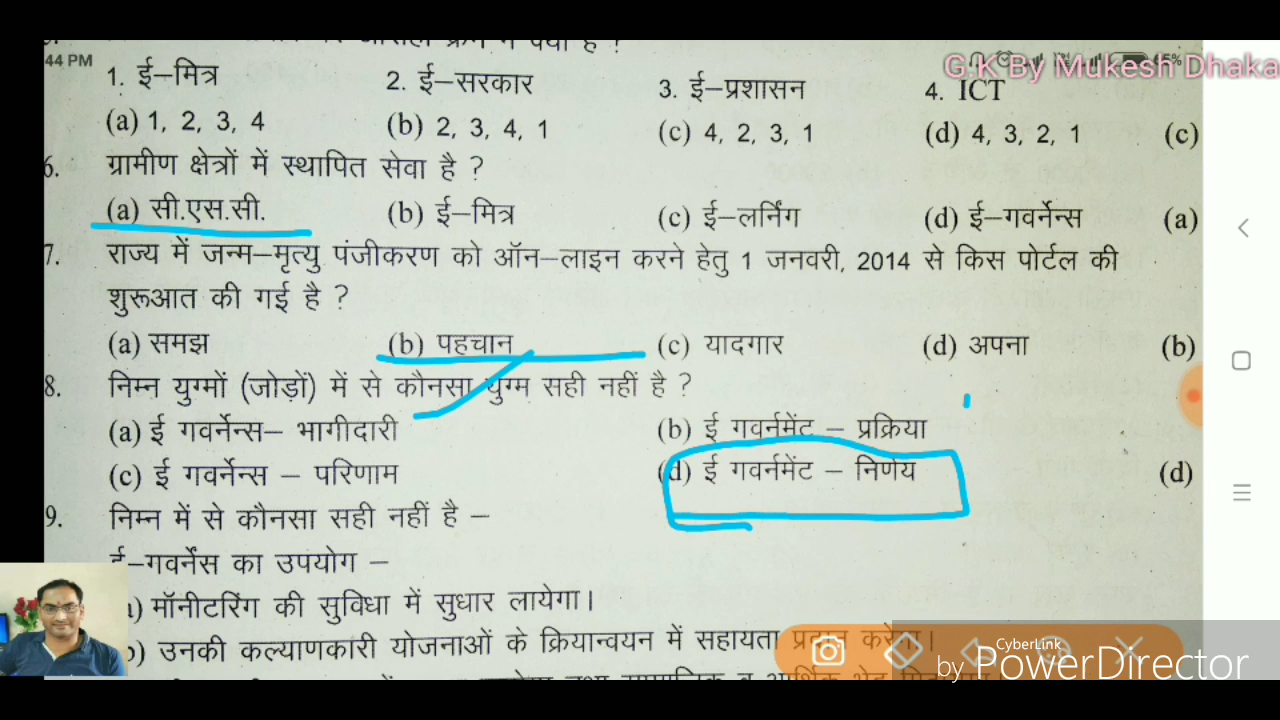 44 PM
G.K By Mukesh Dhaka
1. ई–मित्र 2. ई–सरकार 3. ई–प्रशासन 4. ICT
(a) 1, 2, 3, 4 (b) 2, 3, 4, 1 (c) 4, 2, 3, 1 (d) 4, 3, 2, 1 (c)
6. ग्रामीण क्षेत्रों में स्थापित सेवा है ?
(a) सी.एस.सी. (b) ई–मित्र (c) ई–लर्निंग (d) ई–गवर्नेन्स (a)
7. राज्य में जन्म–मृत्यु पंजीकरण को ऑन–लाइन करने हेतु 1 जनवरी, 2014 से किस पोर्टल की
शुरूआत की गई है ?
(a) समझ (b) पहचान (c) यादगार (d) अपना (b)
8. निम्न युग्मों (जोड़ों) में से कौनसा युग्म सही नहीं है ?
(a) ई गवर्नेन्स– भागीदारी (b) ई गवर्नमेंट – प्रक्रिया
(c) ई गवर्नेन्स – परिणाम (d) ई गवर्नमेंट – निर्णय (d)
9. निम्न में से कौनसा सही नहीं है –
ई–गवर्नेंस का उपयोग –
a) मॉनीटरिंग की सुविधा में सुधार लायेगा।
b) उनकी कल्याणकारी योजनाओं के क्रियान्वयन में सहायता प्रदान करेगा।
CyberLink
by PowerDirector